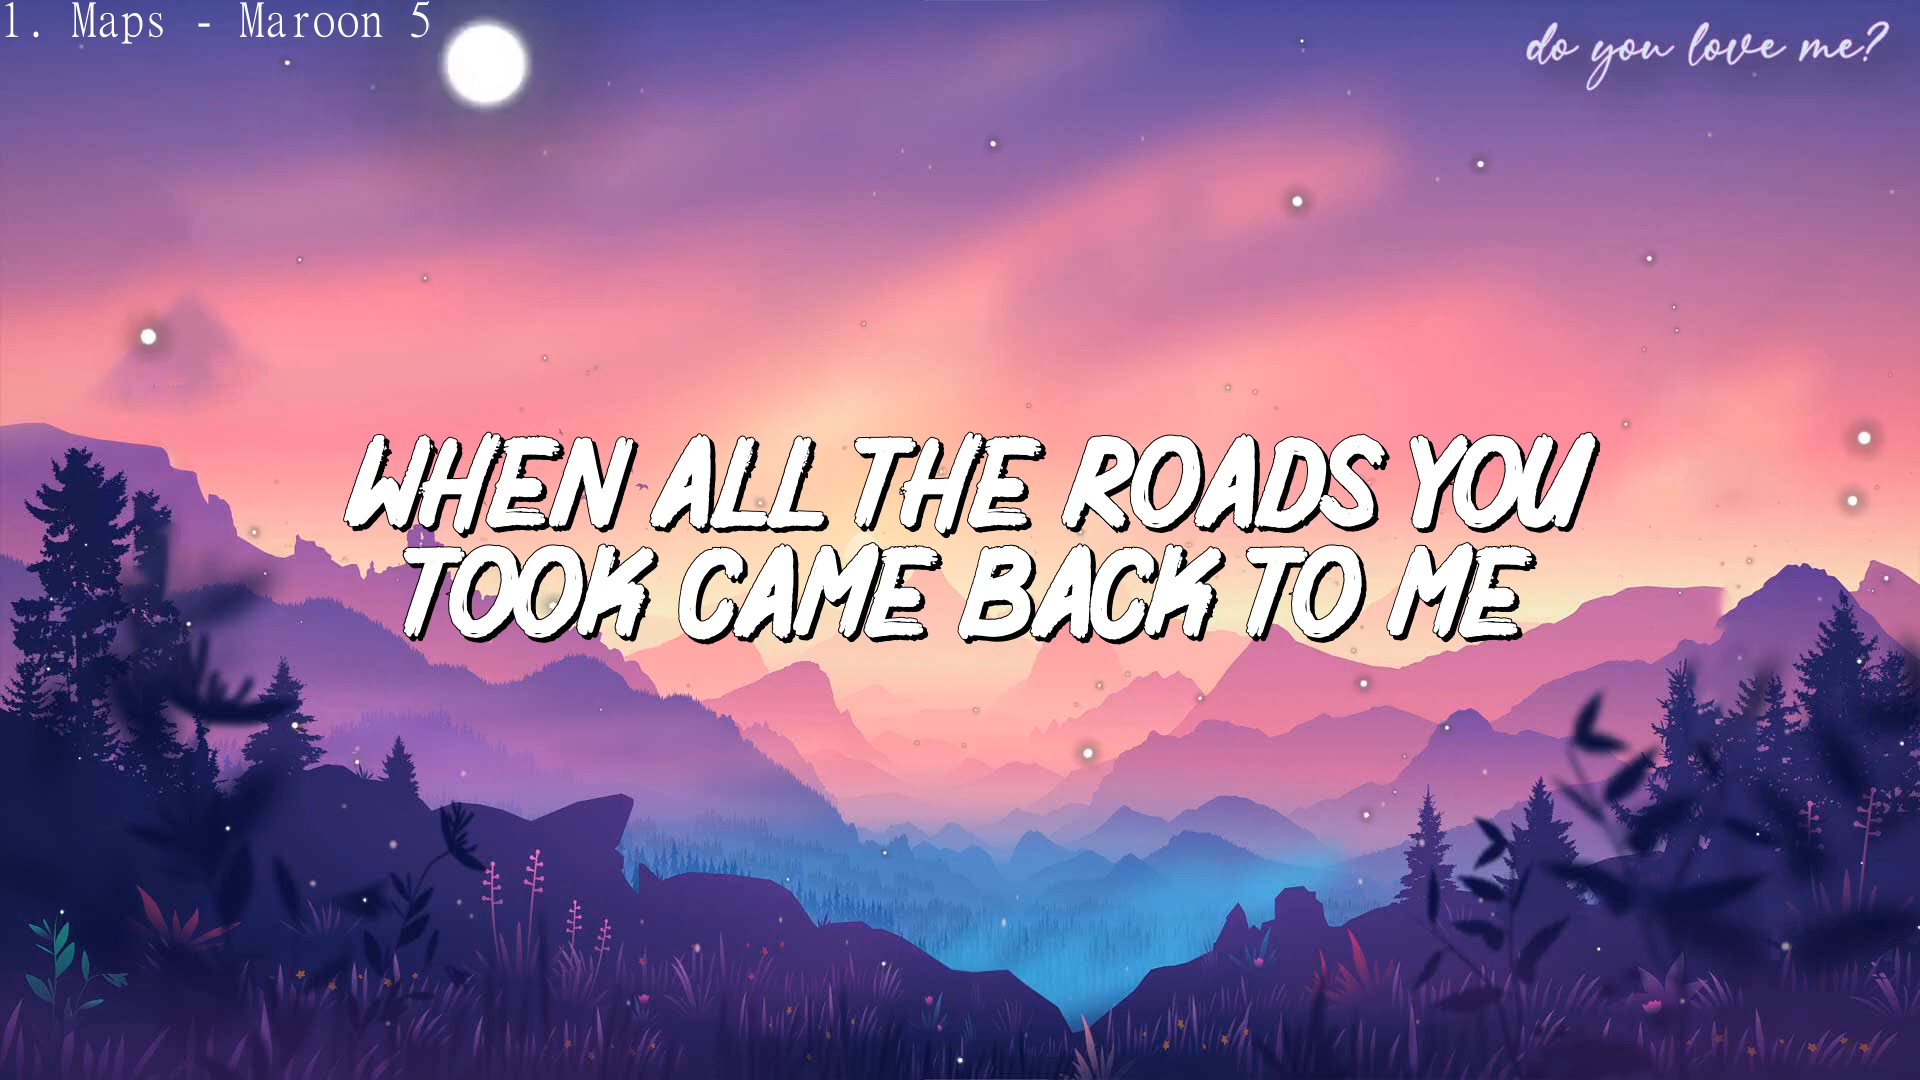 1. Maps - Maroon 5
do you love me?
WHEN ALL THE ROADS YOU
TOOK CAME BACK TO ME